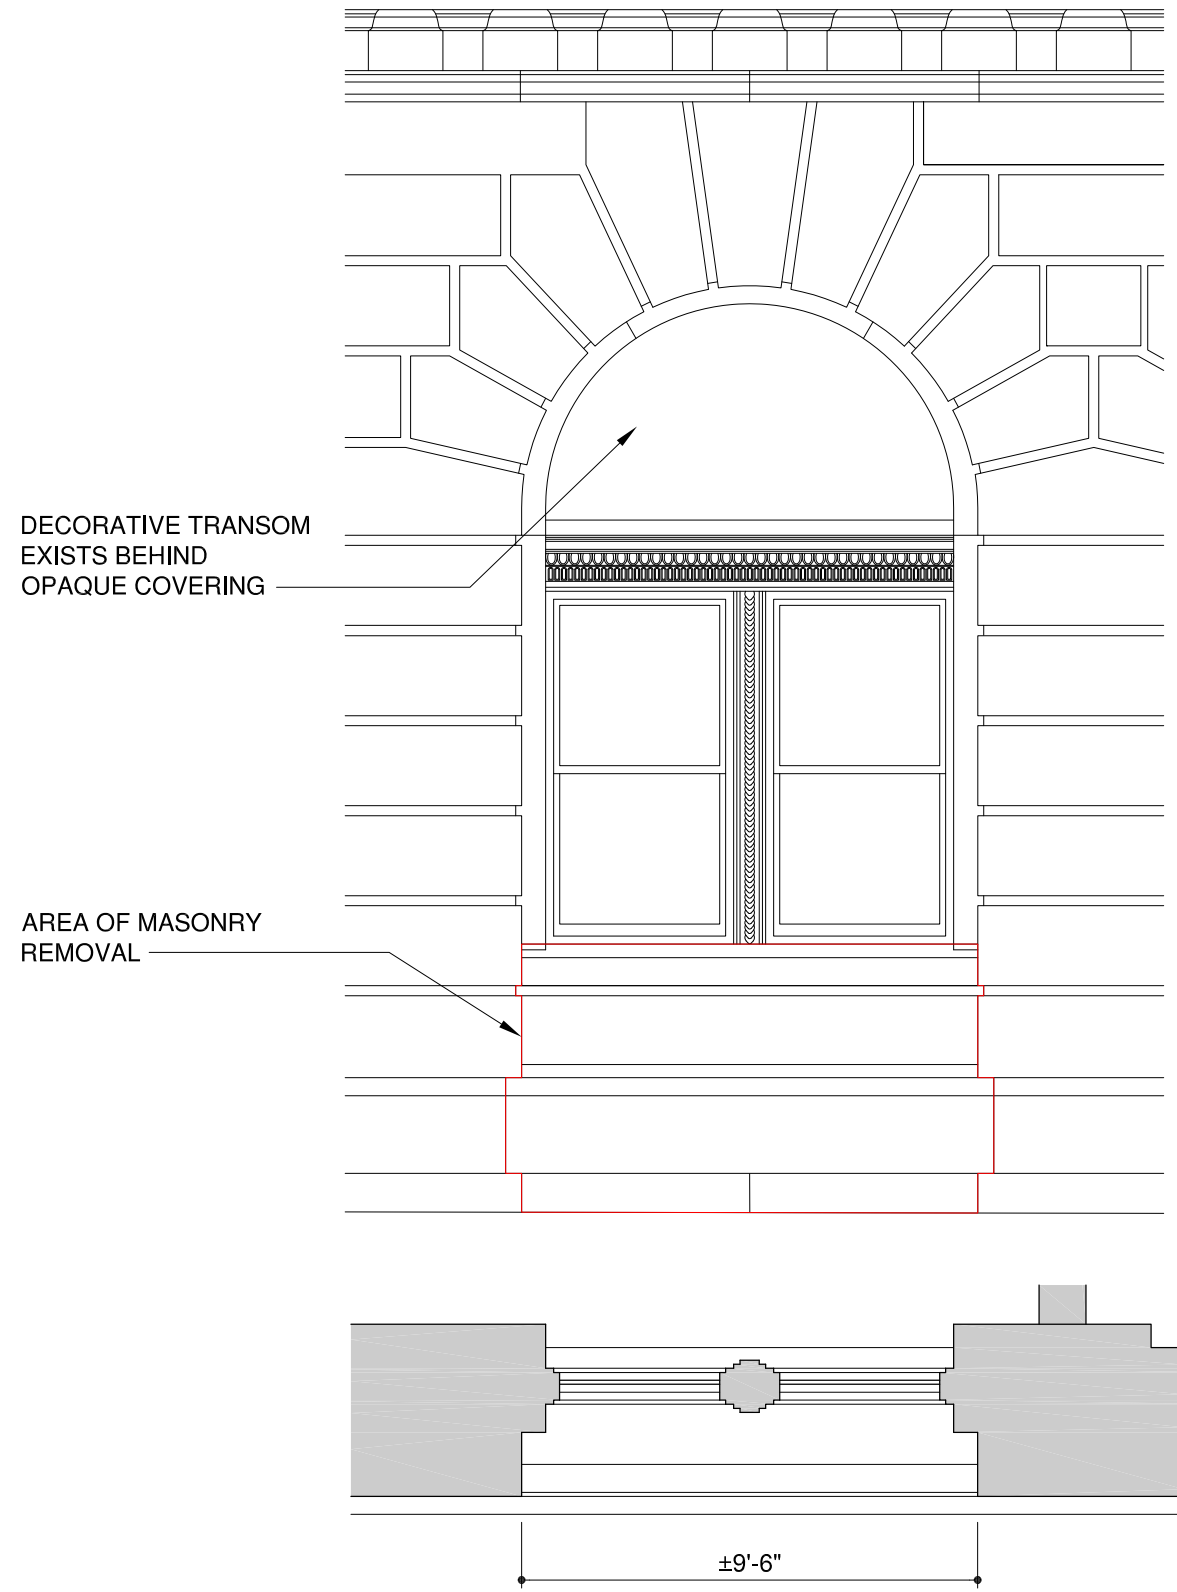 DECORATIVE TRANSOM
EXISTS BEHIND
OPAQUE COVERING
AREA OF MASONRY
REMOVAL
±9'-6"